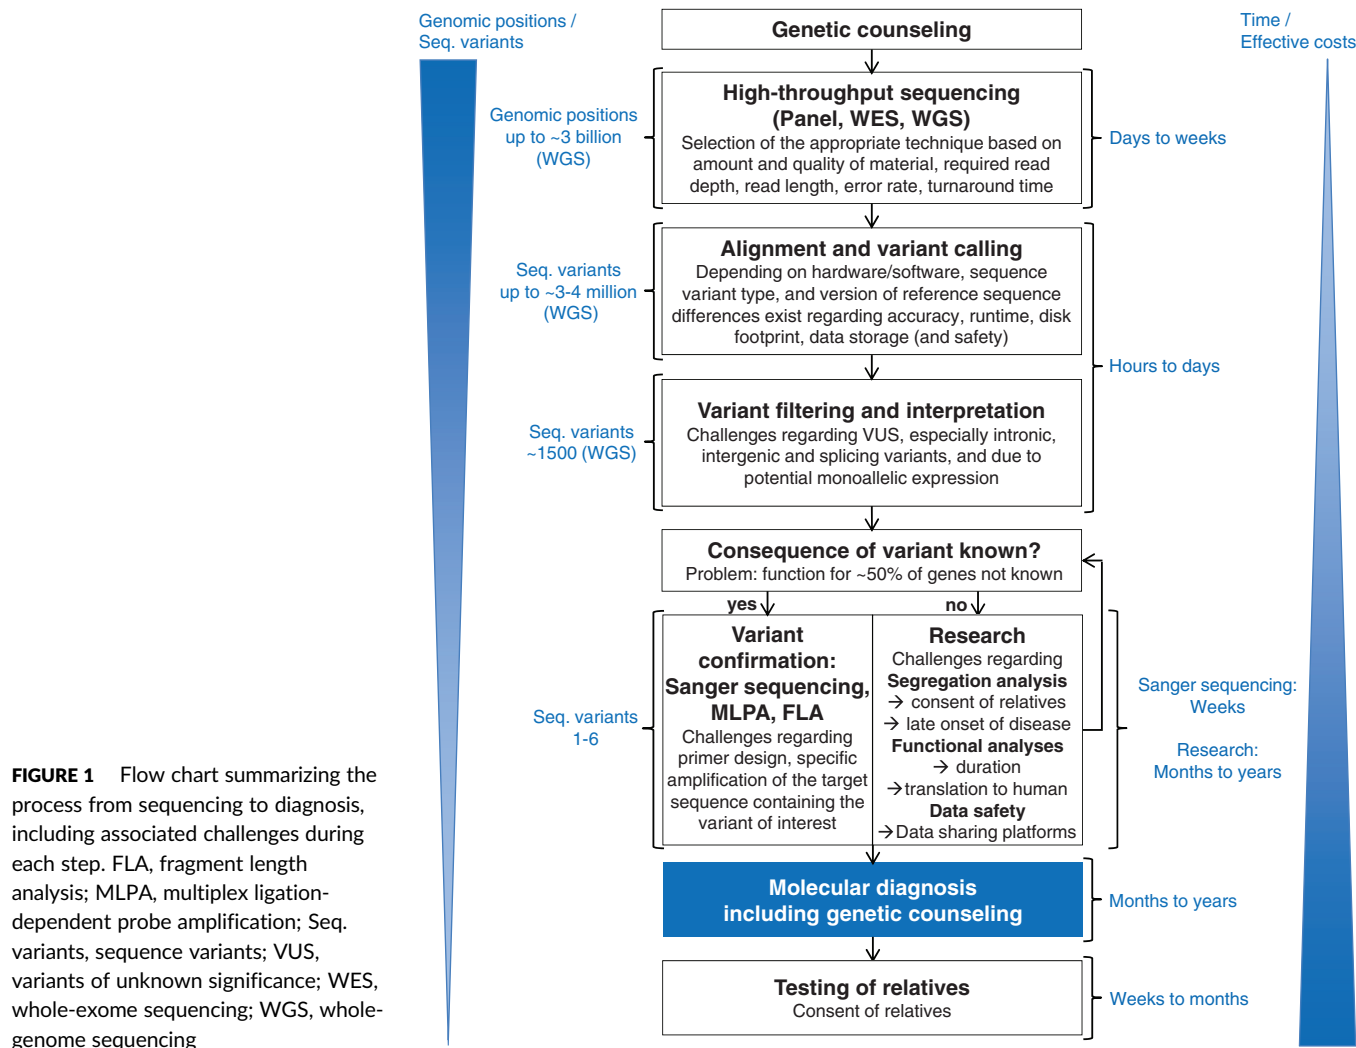 Genomic positions /
Seq. variants
Time /
Effective costs
Genetic counseling
High-throughput sequencing
(Panel, WES, WGS)
Selection of the appropriate technique based on
amount and quality of material, required read
depth, read length, error rate, turnaround time
Genomic positions
up to ~3 billion
(WGS)
Days to weeks
Alignment and variant calling
Depending on hardware/software, sequence
variant type, and version of reference sequence
differences exist regarding accuracy, runtime, disk
footprint, data storage (and safety)
Seq. variants
up to ~3-4 million
(WGS)
Hours to days
Variant filtering and interpretation
Challenges regarding VUS, especially intronic,
intergenic and splicing variants, and due to
potential monoallelic expression
Seq. variants
~1500 (WGS)
Consequence of variant known?
Problem: function for ~50% of genes not known
yes
no
Variant
confirmation:
Sanger sequencing,
MLPA, FLA
Challenges regarding
primer design, specific
amplification of the target
sequence containing the
variant of interest
Research
Challenges regarding
Segregation analysis
→ consent of relatives
→ late onset of disease
Functional analyses
→ duration
→translation to human
Data safety
→Data sharing platforms
Seq. variants
1-6
Sanger sequencing:
Weeks
Research:
Months to years
Molecular diagnosis
including genetic counseling
Months to years
Testing of relatives
Consent of relatives
Weeks to months
FIGURE 1 Flow chart summarizing the
process from sequencing to diagnosis,
including associated challenges during
each step. FLA, fragment length
analysis; MLPA, multiplex ligation-
dependent probe amplification; Seq.
variants, sequence variants; VUS,
variants of unknown significance; WES,
whole-exome sequencing; WGS, whole-
genome sequencing